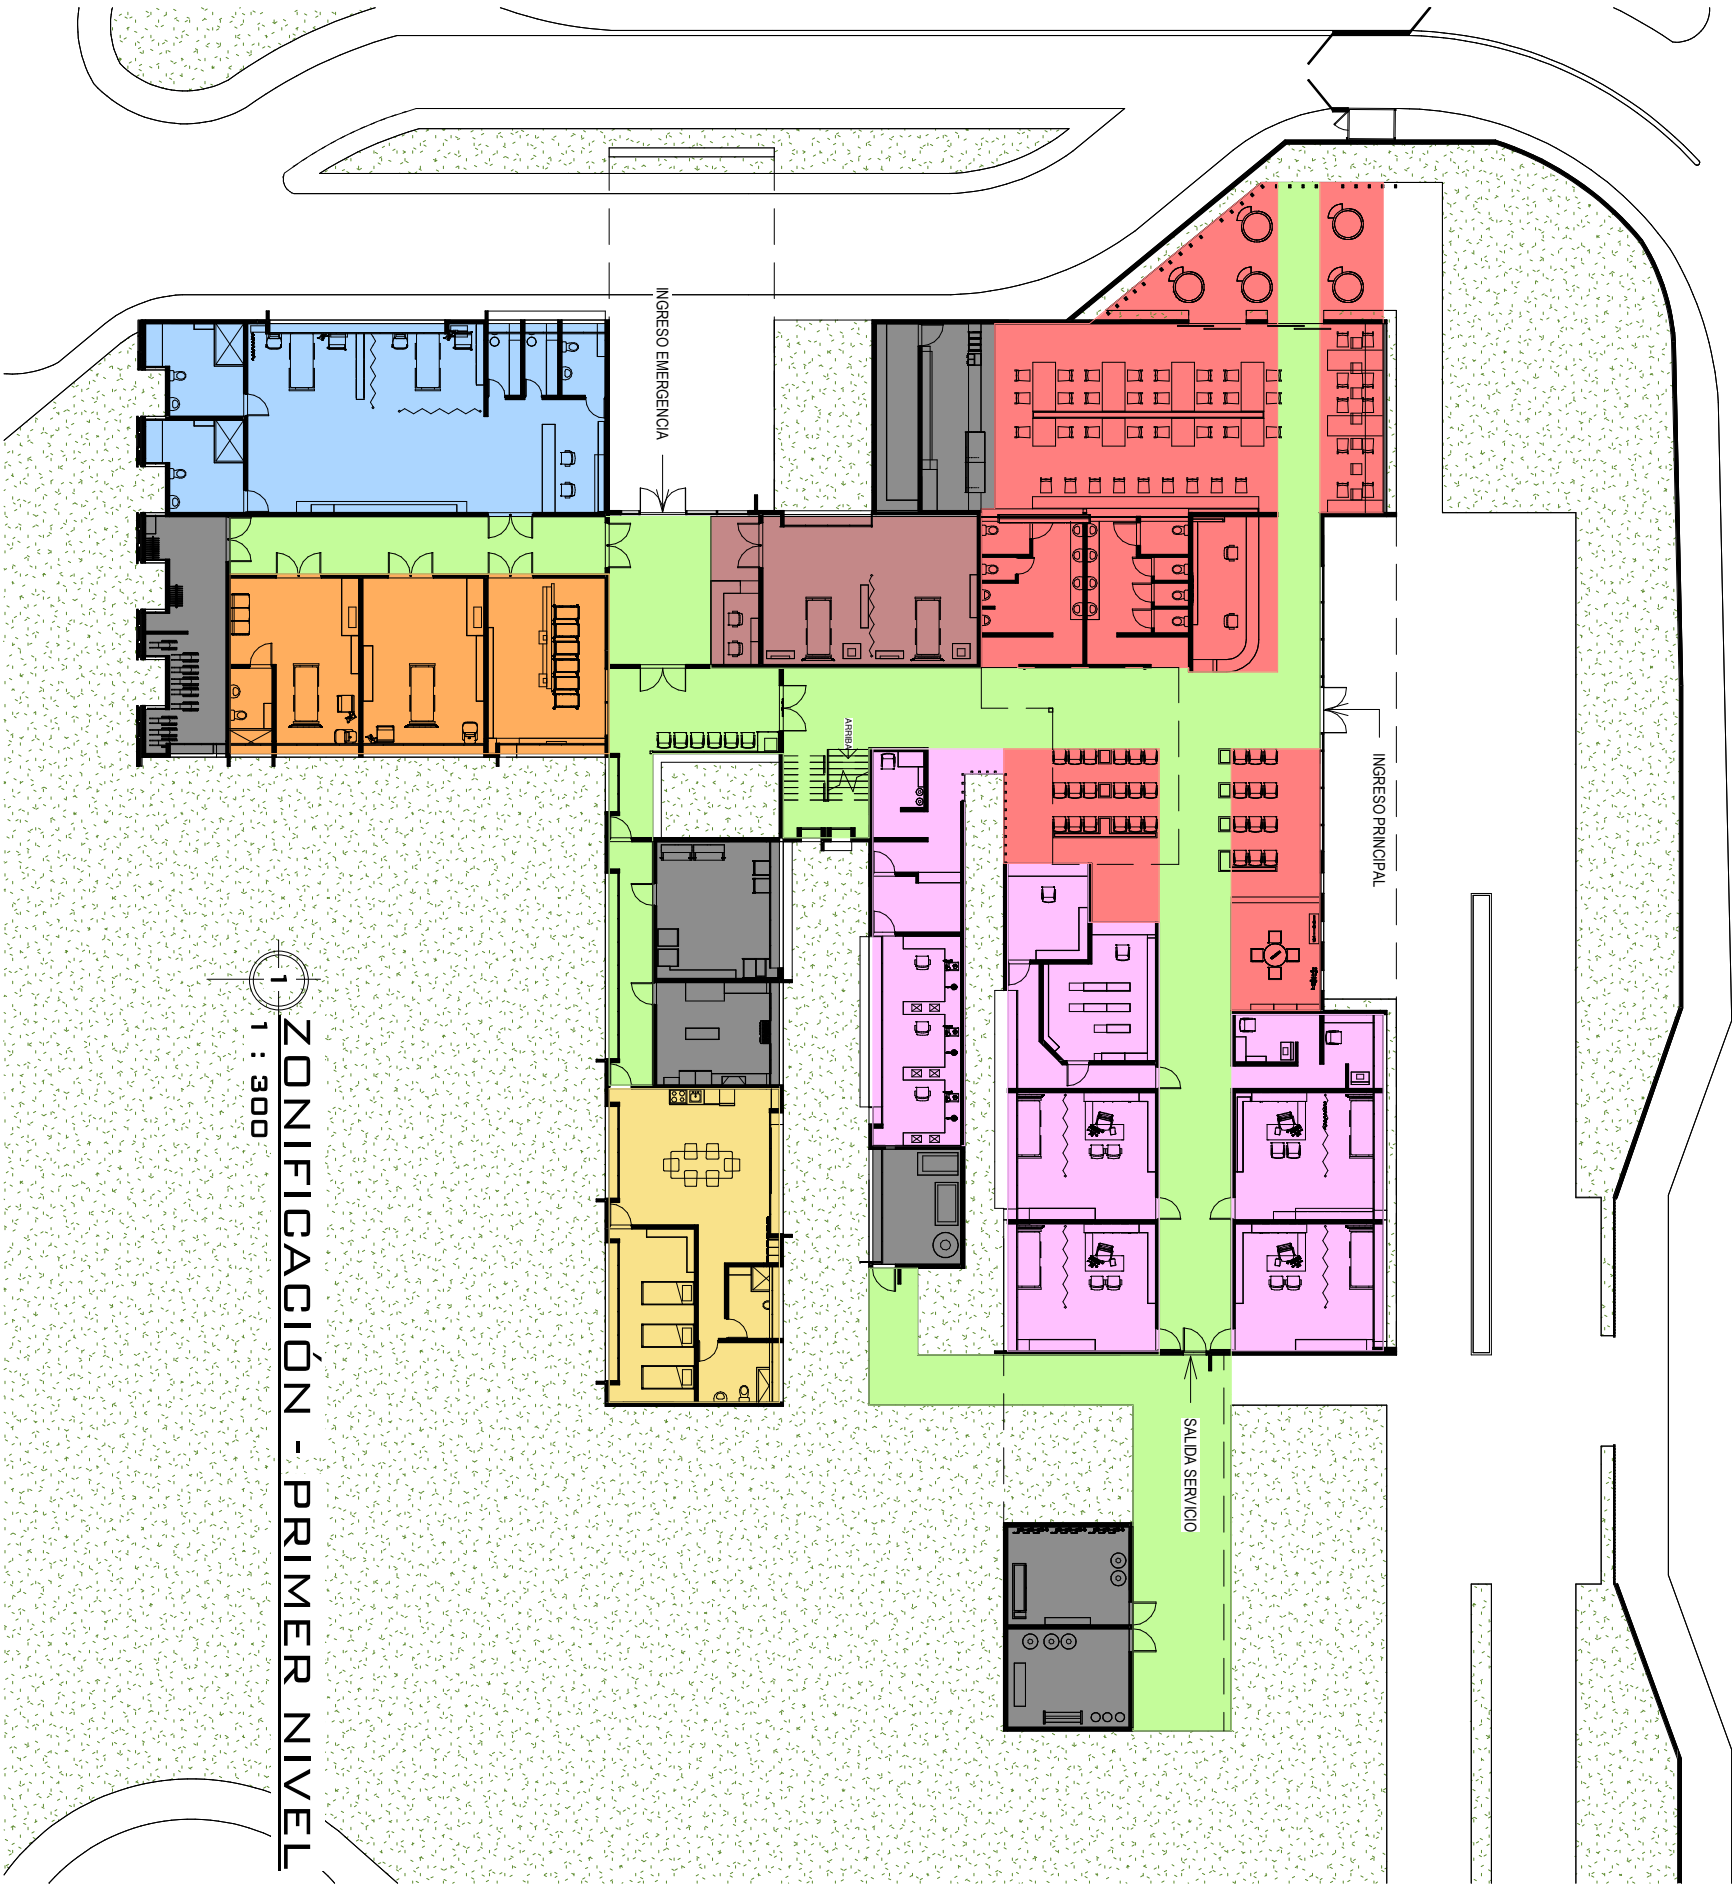 INGRESO EMERGENCIA
ARRIBA
INGRESO PRINCIPAL
SALIDA SERVICIO
1
ZONIFICACIÓN - PRIMER NIVEL
1 : 300